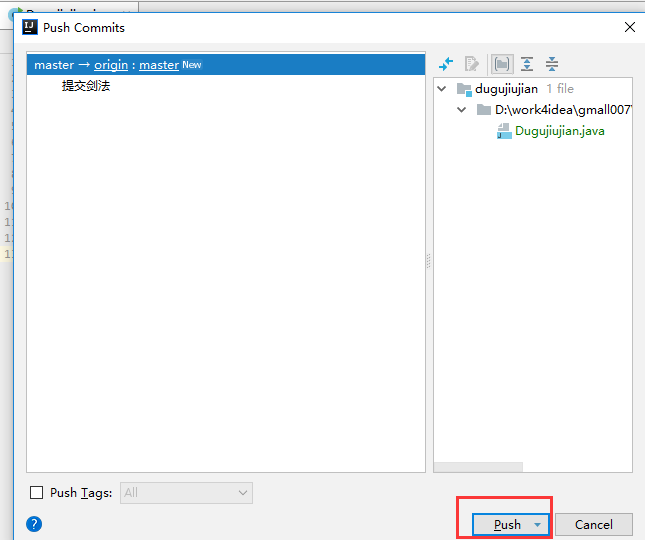 Push Commits
master → origin : master New
提交剑法
dugujiujian 1 file
D:\work4idea\gmall007
Dugujiujian.java
Push Tags: All
? Push Cancel